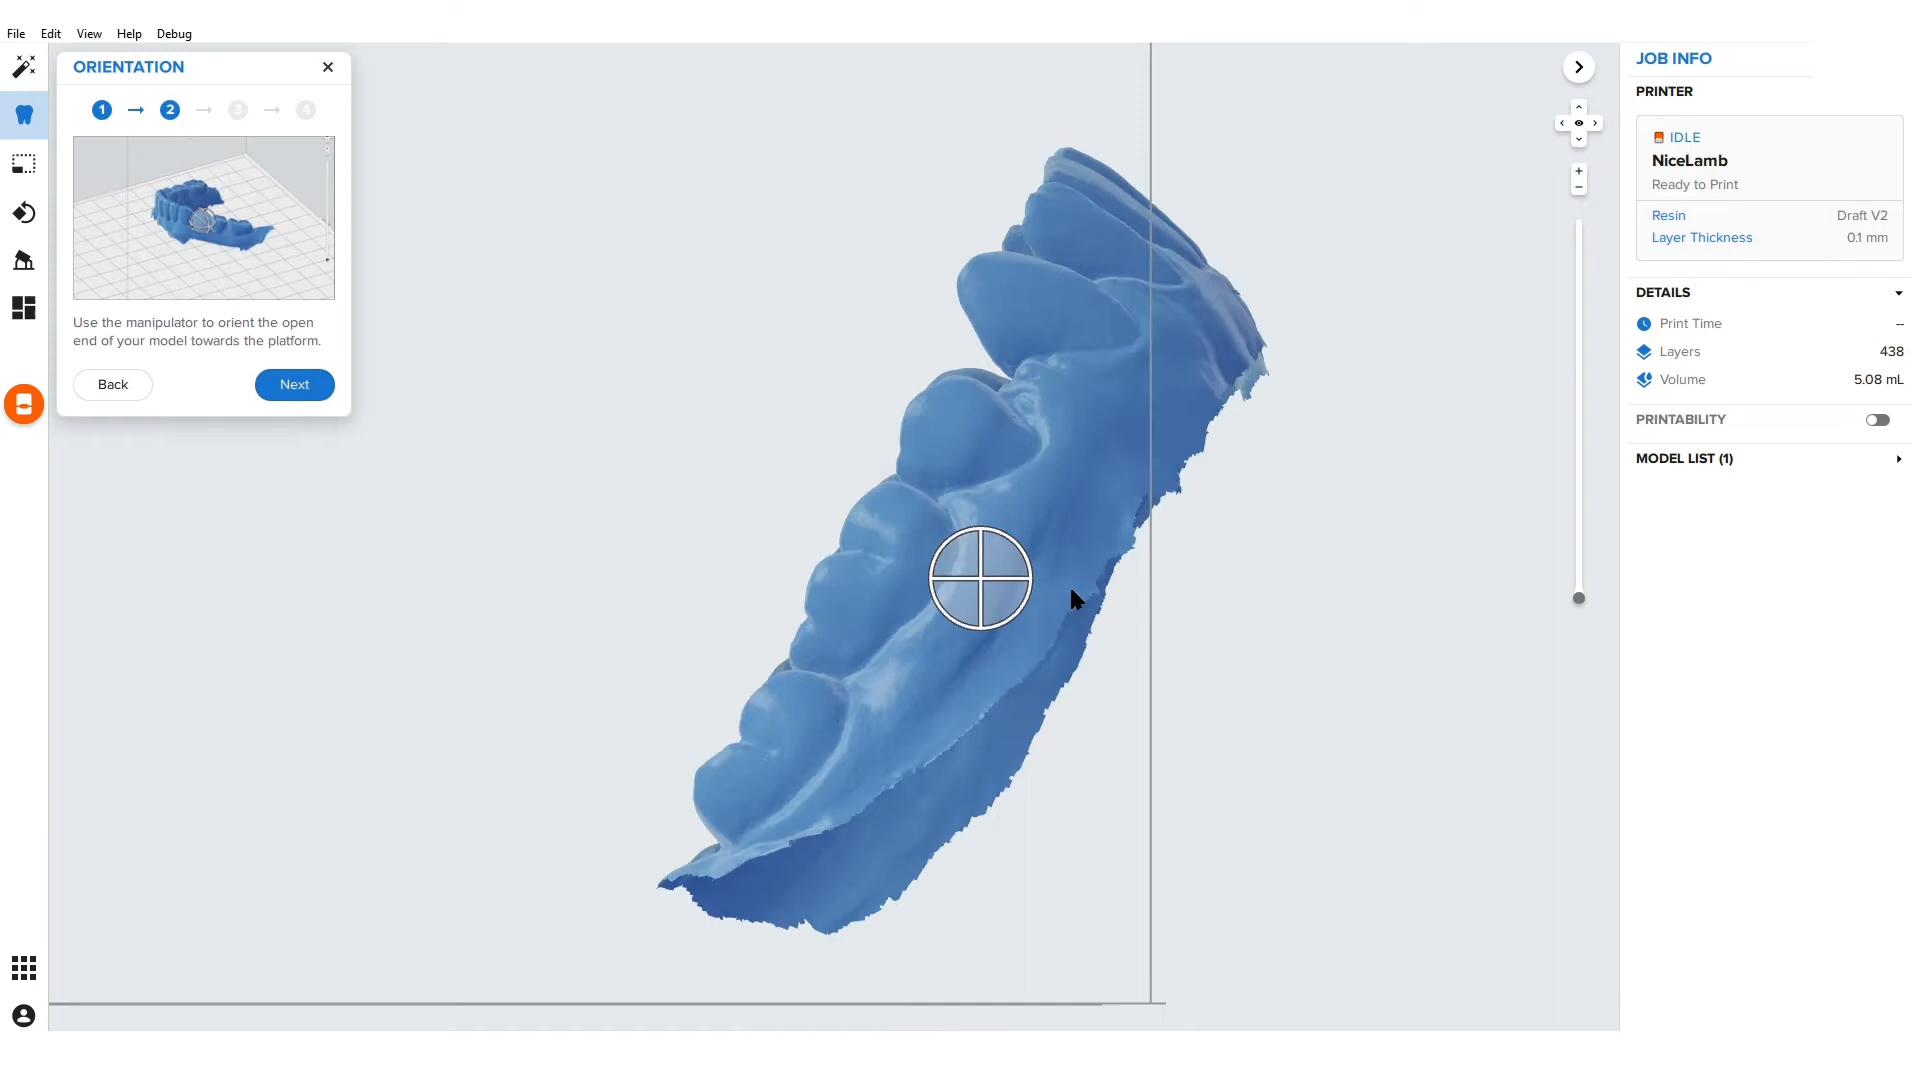 File Edit View Help Debug
ORIENTATION
1 2 3 4
Use the manipulator to orient the open
end of your model towards the platform.
Back Next
JOB INFO
PRINTER
IDLE
NiceLamb
Ready to Print
Resin Draft V2
Layer Thickness 0.1 mm
DETAILS
Print Time --
Layers 438
Volume 5.08 mL
PRINTABILITY
MODEL LIST (1)